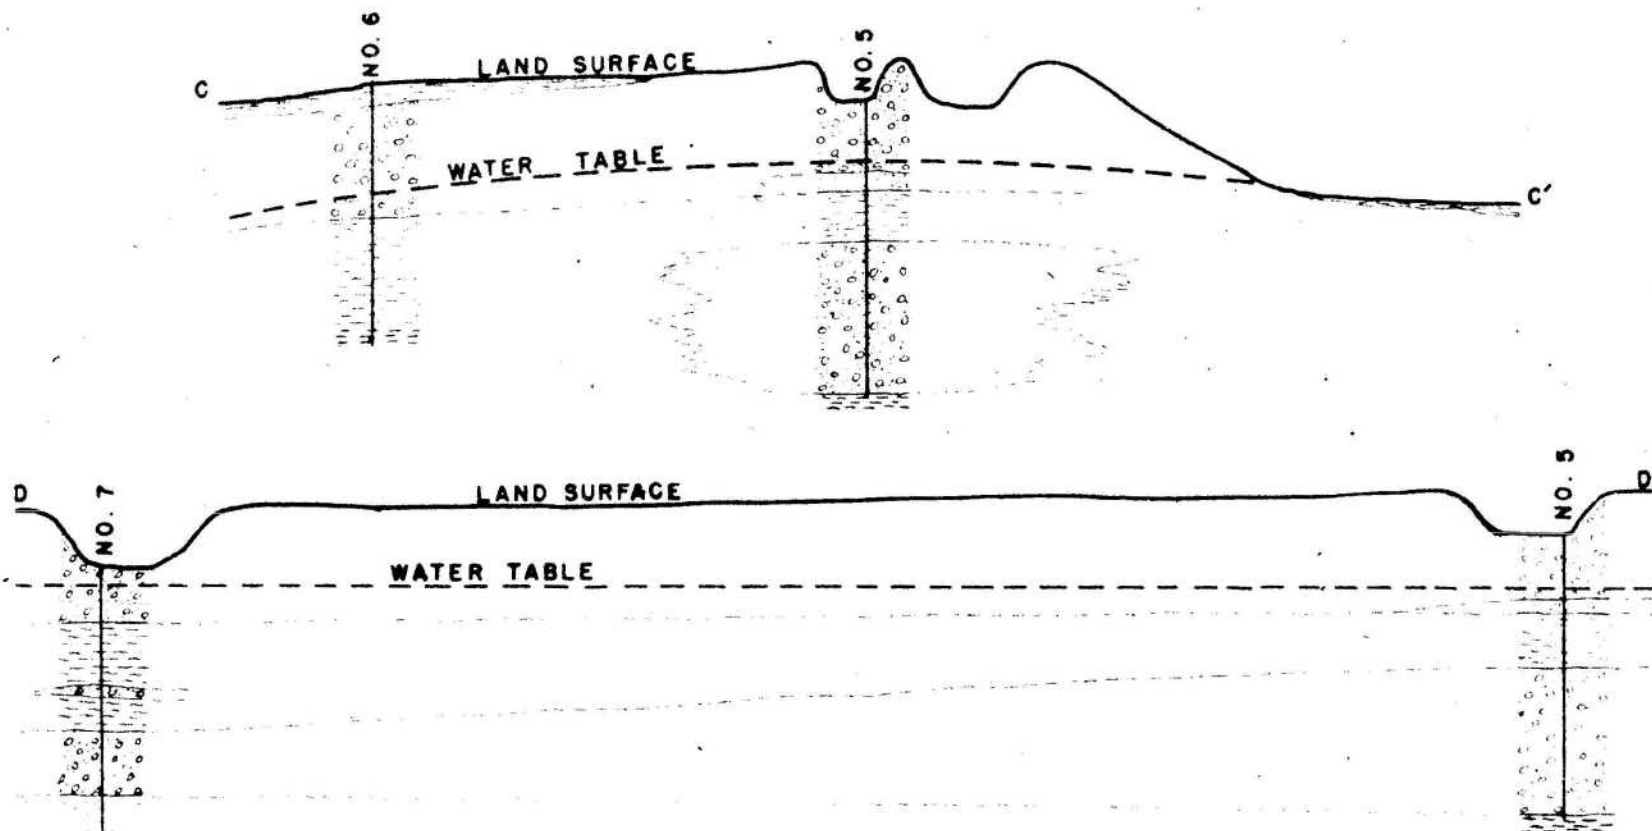 NO. 6
NO. 5
LAND SURFACE
C
WATER TABLE
C'
D
NO. 7
LAND SURFACE
NO. 5
D
WATER TABLE